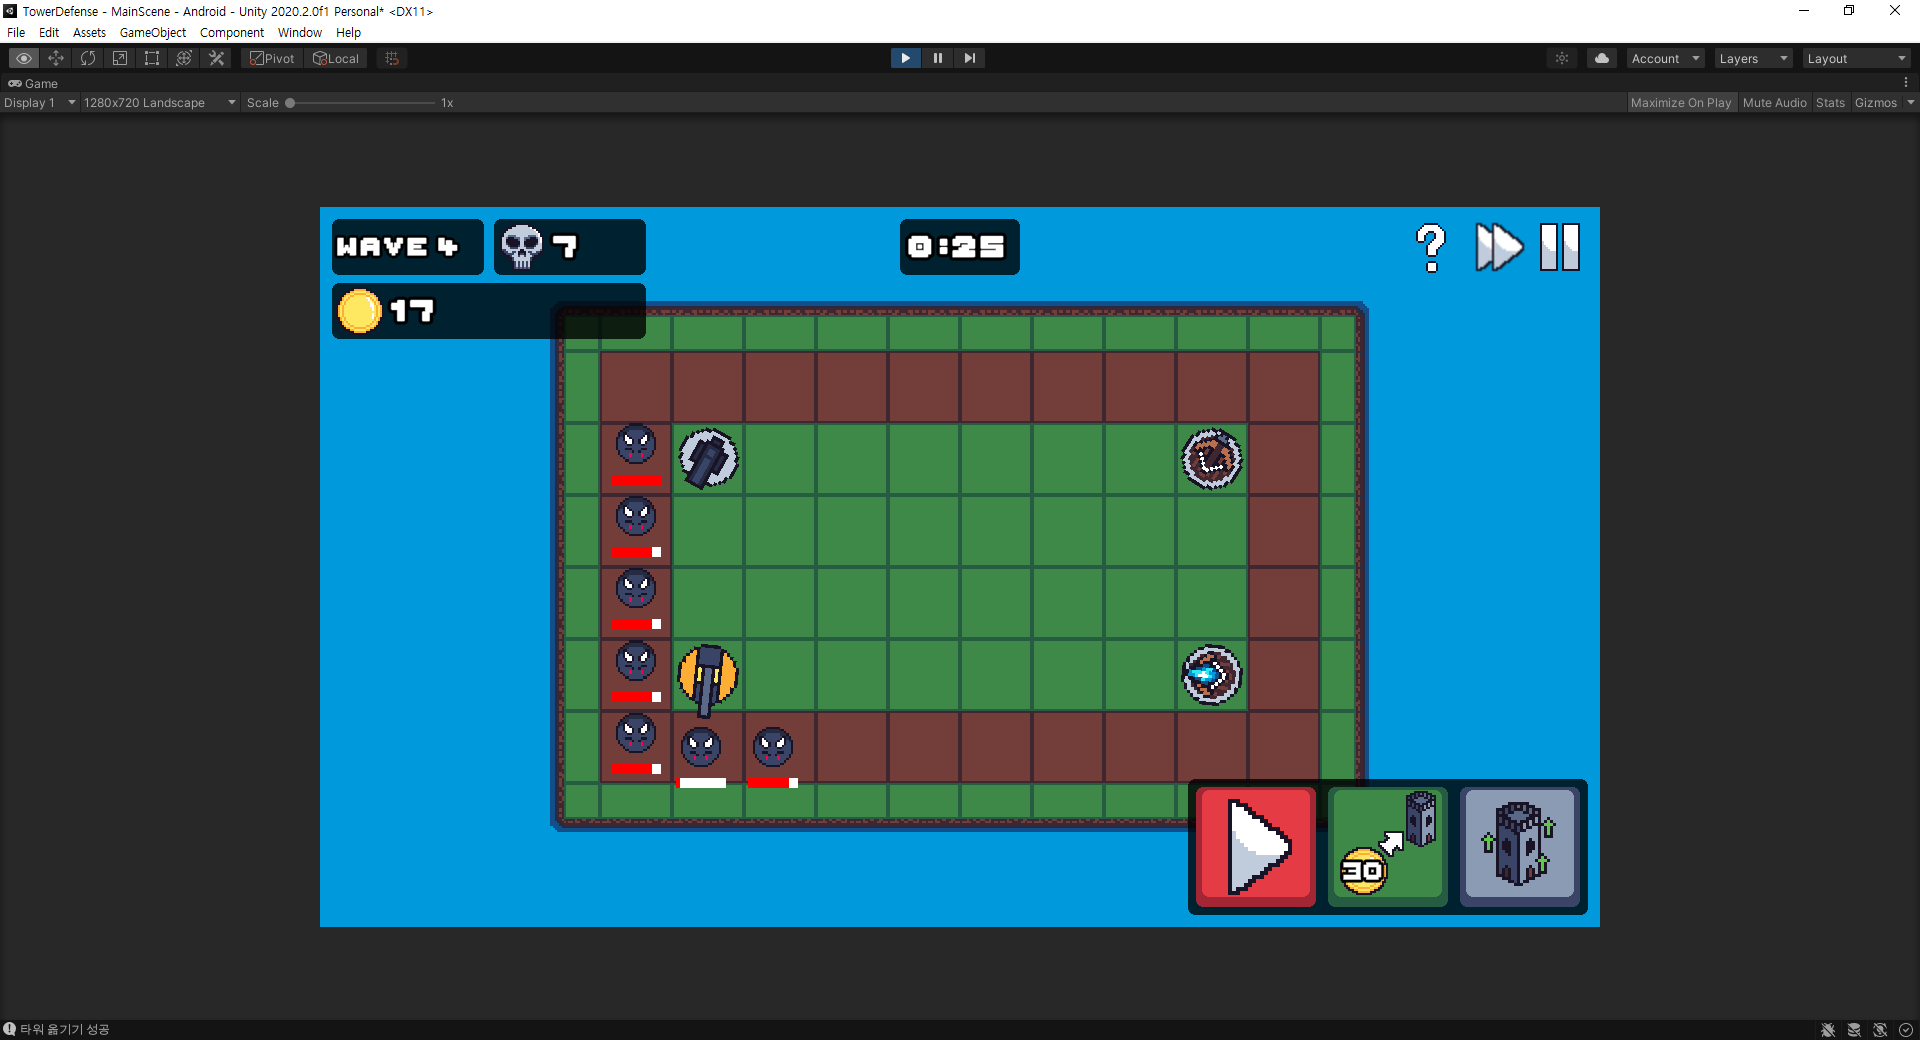 TowerDefense - MainScene - Android - Unity 2020.2.0f1 Personal* <DX11>
File Edit Assets GameObject Component Window Help
Pivot Local Account Layers Layout
Game
Display 1 1280x720 Landscape Scale 1x Maximize On Play Mute Audio Stats Gizmos
WAVE 4 7 0:25 ?
17
30
타워 옮기기 성공